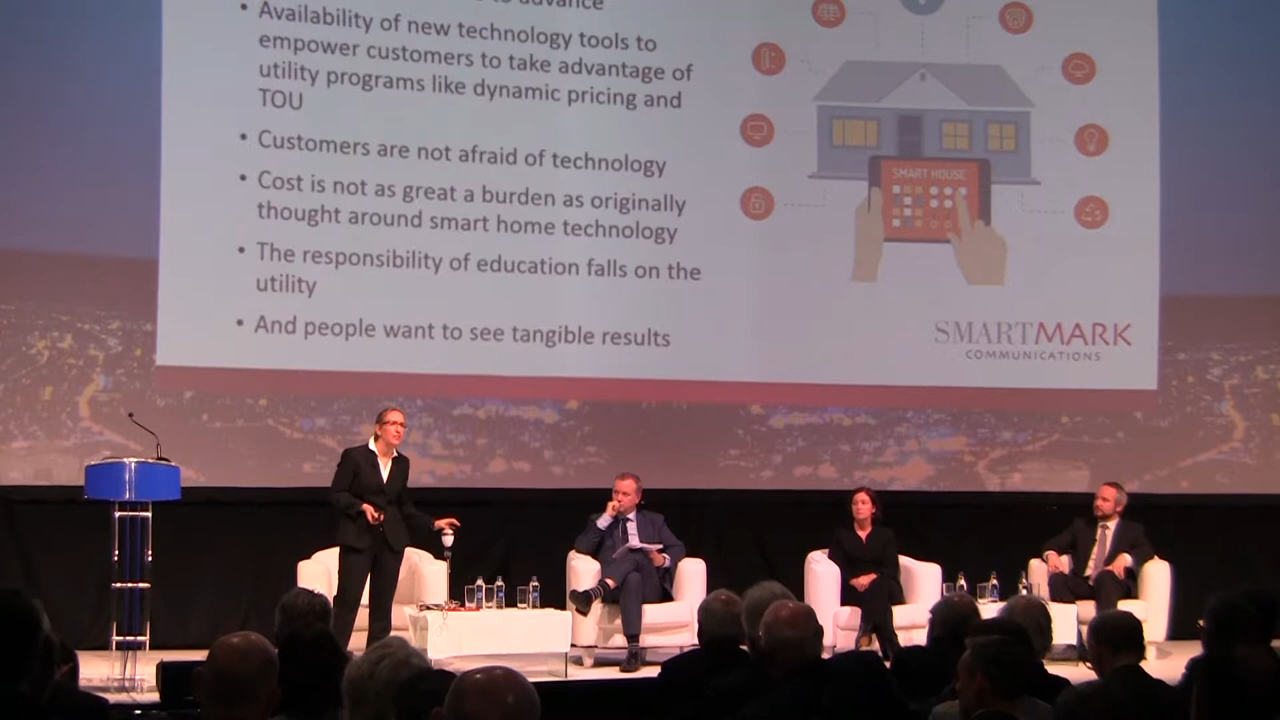 to advance
• Availability of new technology tools to
empower customers to take advantage of
utility programs like dynamic pricing and
TOU
• Customers are not afraid of technology
• Cost is not as great a burden as originally
thought around smart home technology
• The responsibility of education falls on the
utility
• And people want to see tangible results
SMART HOUSE
SMARTMARK
COMMUNICATIONS